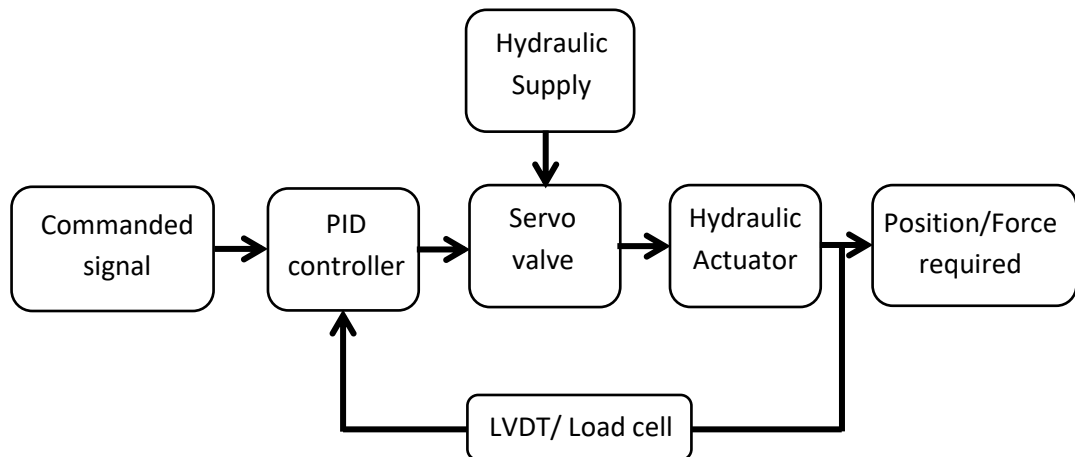 Hydraulic
Supply
Commanded
signal
PID
controller
Servo
valve
Hydraulic
Actuator
Position/Force
required
LVDT/ Load cell